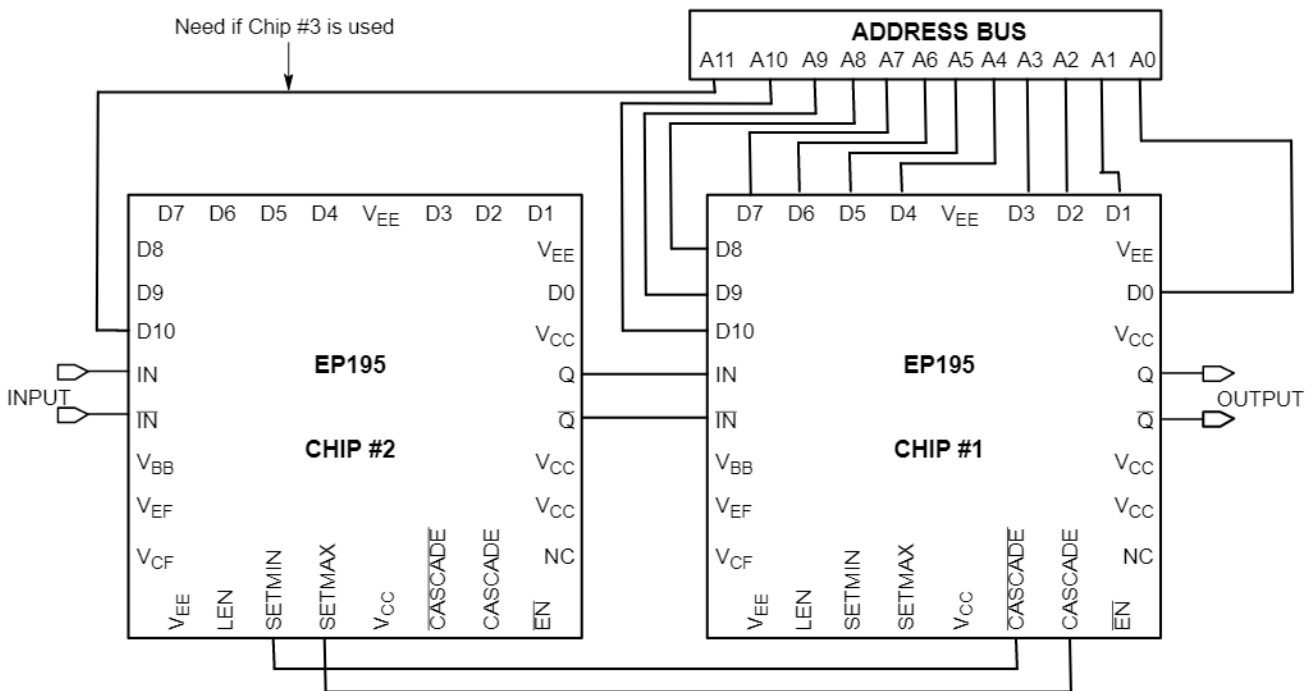 Need if Chip #3 is used
ADDRESS BUS
A11 A10 A9 A8 A7 A6 A5 A4 A3 A2 A1 A0
D7 D6 D5 D4 VEE D3 D2 D1
D8
VEE
D9
D0
D10
VCC
EP195
IN
Q
INPUT
IN
Q
CHIP #2
VBB
VCC
VEF
VCC
VCF
NC
VEE
LEN
SETMIN
SETMAX
VCC
CASCADE
CASCADE
EN
D7 D6 D5 D4 VEE D3 D2 D1
D8
VEE
D9
D0
D10
VCC
EP195
IN
Q
IN
Q
OUTPUT
CHIP #1
VBB
VCC
VEF
VCC
VCF
NC
VEE
LEN
SETMIN
SETMAX
VCC
CASCADE
CASCADE
EN